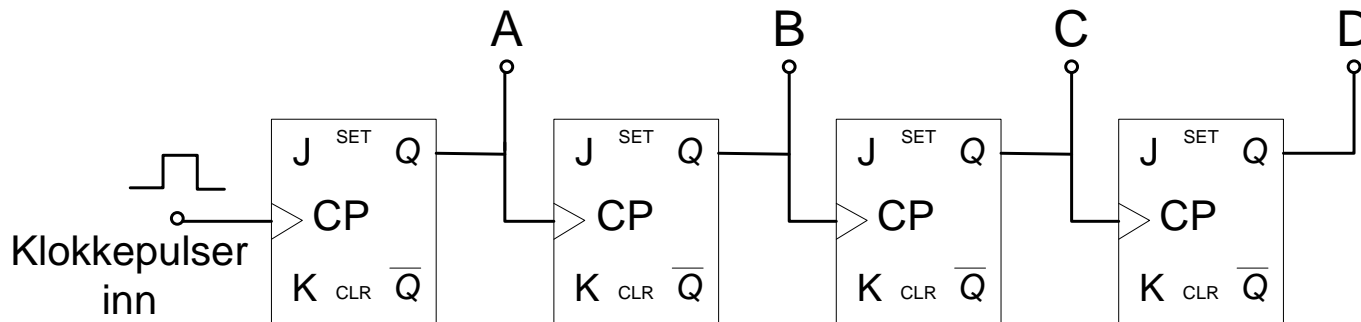 A B C D
J SET Q J SET Q J SET Q J SET Q
CP CP CP CP
Klokkepulser
inn
K CLR Q̅ K CLR Q̅ K CLR Q̅ K CLR Q̅